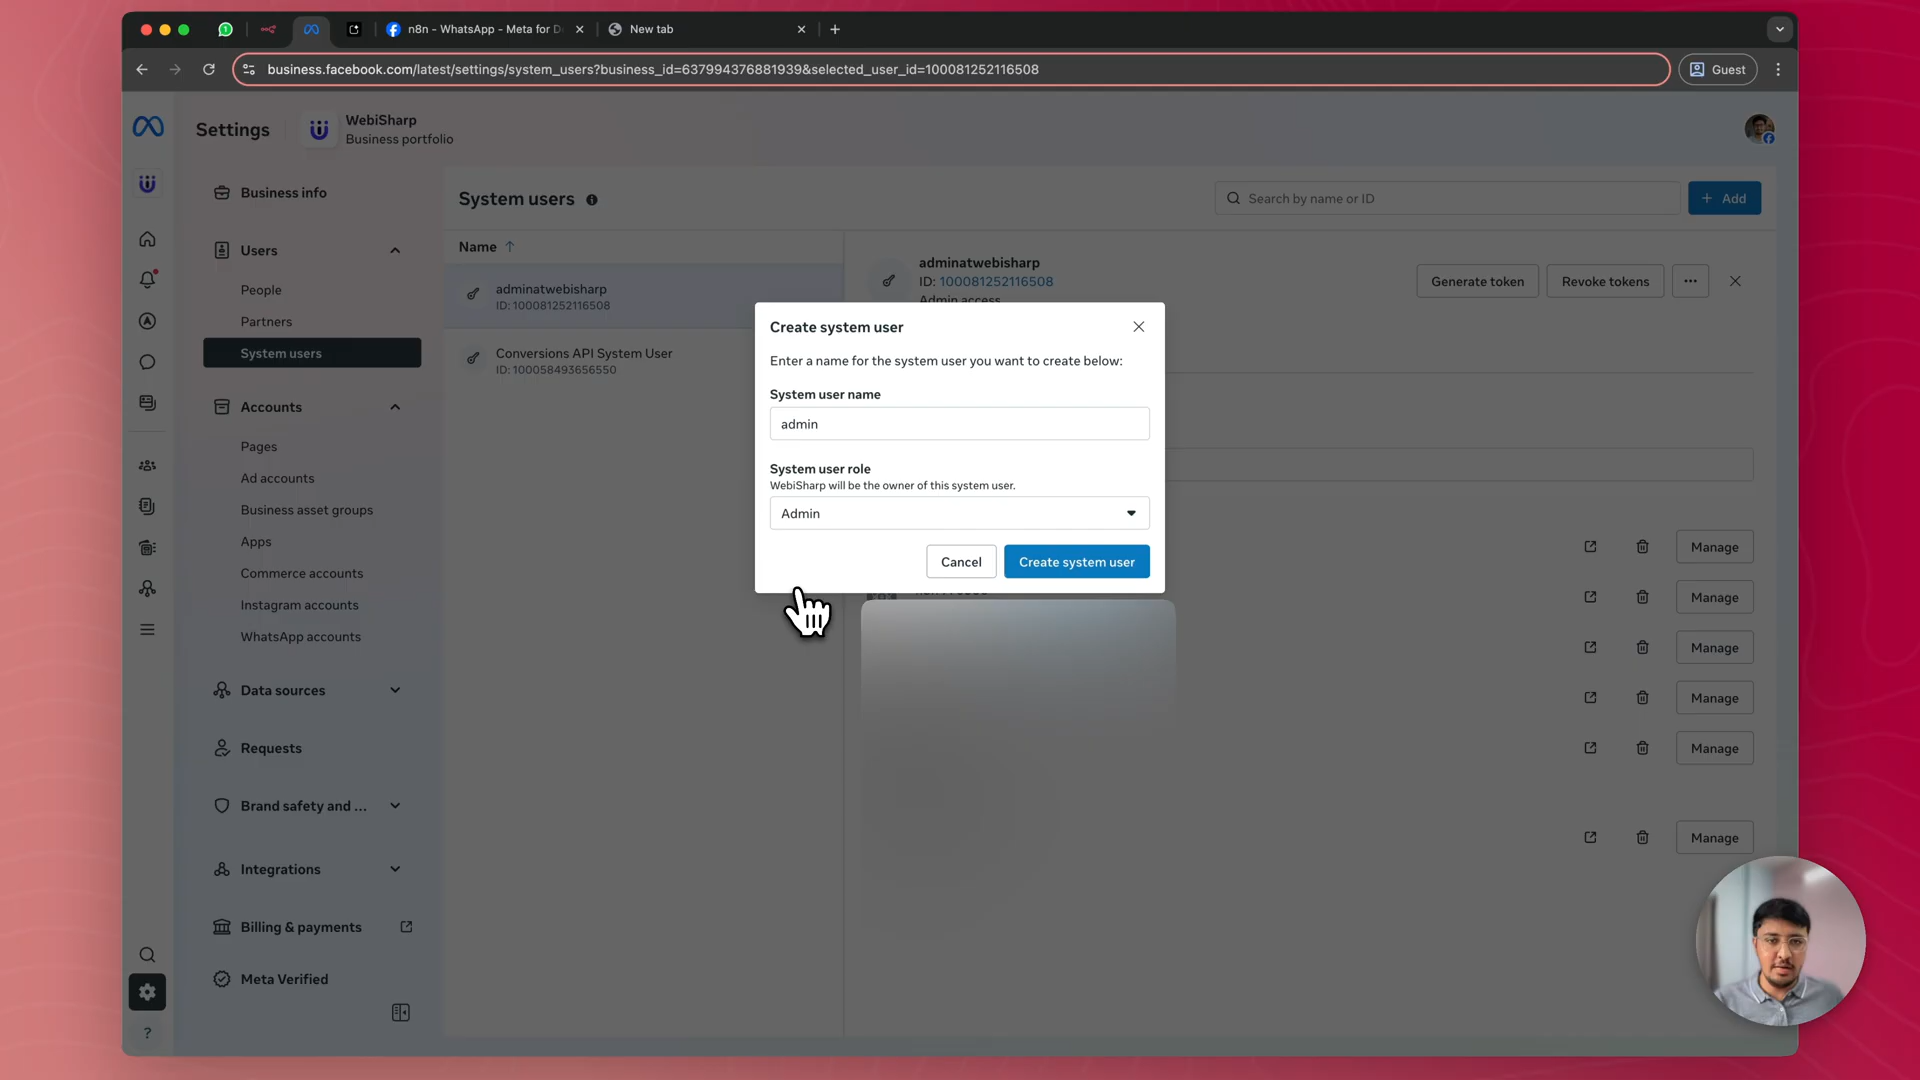 n8n - WhatsApp - Meta for D
New tab
business.facebook.com/latest/settings/system_users?business_id=637994376881939&selected_user_id=100081252116508
Guest
Settings
WebiSharp
Business portfolio
Business info
Users
People
Partners
System users
Accounts
Pages
Ad accounts
Business asset groups
Apps
Commerce accounts
Instagram accounts
WhatsApp accounts
Data sources
Requests
Brand safety and ...
Integrations
Billing & payments
Meta Verified
System users
Search by name or ID
+ Add
Name ↑
adminatwebisharp
ID: 100081252116508
Conversions API System User
ID: 100058493656550
adminatwebisharp
ID: 100081252116508
Admin access
Generate token
Revoke tokens
Create system user
Enter a name for the system user you want to create below:
System user name
admin
System user role
WebiSharp will be the owner of this system user.
Admin
Cancel
Create system user
Manage
Manage
Manage
Manage
Manage
Manage